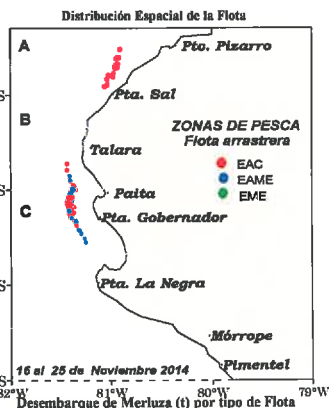 Distribución Espacial de la Flota
A
Pto. Pizarro
Pta. Sal
B
ZONAS DE PESCA
Flota arrastrera
Talara
EAC
EAME
Paita
EME
C
Pta. Gobernador
S
Pta. La Negra
S
Mórrope
16 al 25 de Noviembre 2014
Pimentel
S
82°W 81°W 80°W 79°W
Desembarque de Merluza (t) por tipo de Flota